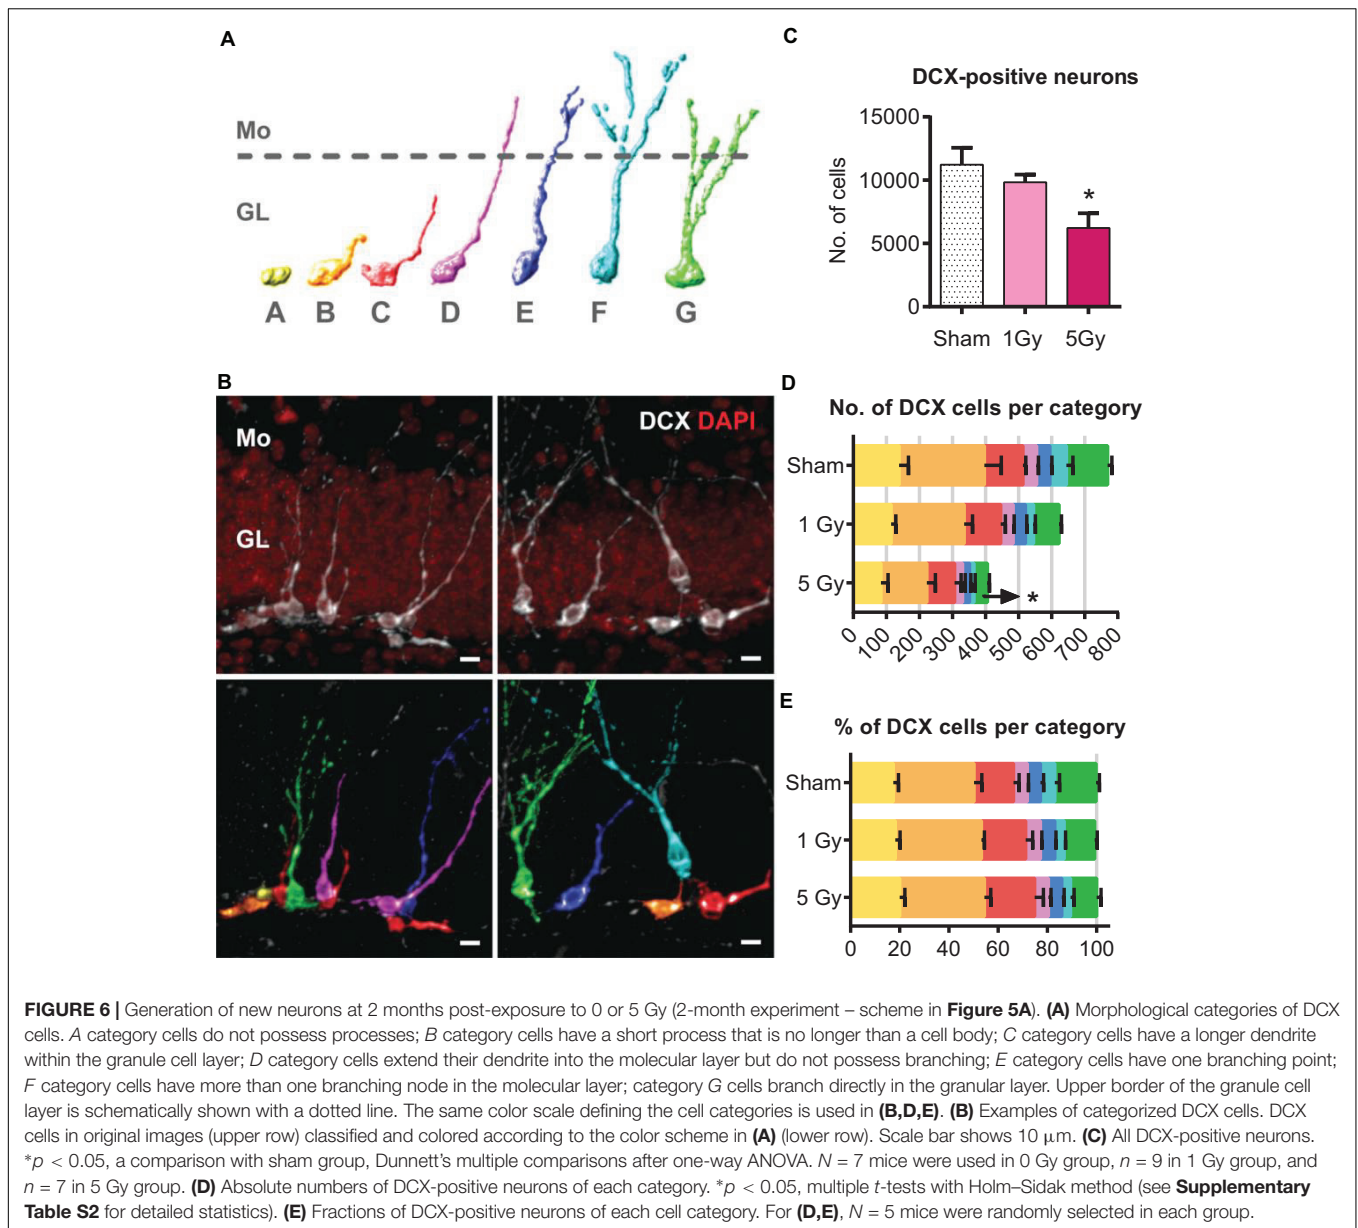 A
Mo
GL
A B C D E F G
C
DCX-positive neurons
No. of cells
15000
10000
5000
0
Sham 1Gy 5Gy
*
B
Mo
GL
DCX DAPI
D
No. of DCX cells per category
Sham
1 Gy
5 Gy
*
0 100 200 300 400 500 600 700 800
E
% of DCX cells per category
Sham
1 Gy
5 Gy
0 20 40 60 80 100
FIGURE 6 | Generation of new neurons at 2 months post-exposure to 0 or 5 Gy (2-month experiment – scheme in Figure 5A). (A) Morphological categories of DCX
cells. A category cells do not possess processes; B category cells have a short process that is no longer than a cell body; C category cells have a longer dendrite
within the granule cell layer; D category cells extend their dendrite into the molecular layer but do not possess branching; E category cells have one branching point;
F category cells have more than one branching node in the molecular layer; category G cells branch directly in the granular layer. Upper border of the granule cell
layer is schematically shown with a dotted line. The same color scale defining the cell categories is used in (B,D,E). (B) Examples of categorized DCX cells. DCX
cells in original images (upper row) classified and colored according to the color scheme in (A) (lower row). Scale bar shows 10 μm. (C) All DCX-positive neurons.
*p < 0.05, a comparison with sham group, Dunnett's multiple comparisons after one-way ANOVA. N = 7 mice were used in 0 Gy group, n = 9 in 1 Gy group, and
n = 7 in 5 Gy group. (D) Absolute numbers of DCX-positive neurons of each category. *p < 0.05, multiple t-tests with Holm–Sidak method (see Supplementary
Table S2 for detailed statistics). (E) Fractions of DCX-positive neurons of each cell category. For (D,E), N = 5 mice were randomly selected in each group.